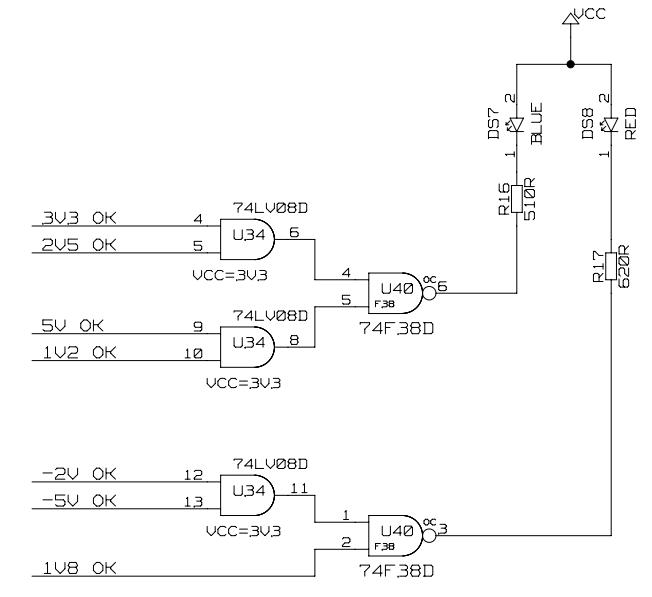 VCC
2 2
DS7 BLUE DS8 RED
1 1
R16 510R
R17 620R
74LV08D
3V3 OK 4
U34 6
2V5 OK 5
VCC=3V3
4 OC
U40 6
5 F38
74F38D
74LV08D
5V OK 9
U34 8
1V2 OK 10
VCC=3V3
74LV08D
-2V OK 12
U34 11
-5V OK 13
VCC=3V3
1 OC
U40 3
2 F38
74F38D
1V8 OK